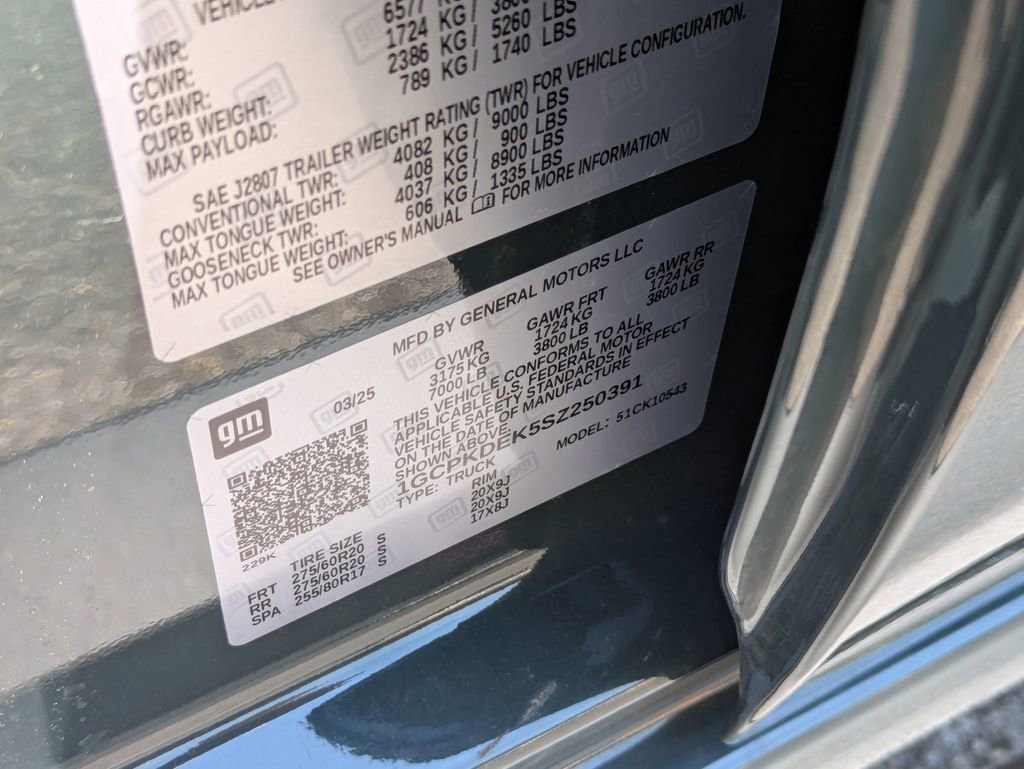 VEHICLE
6577
GVWR: 1724 KG / 3800
GCWR: 2386 KG / 5260 LBS
RGAWR: 789 KG / 1740 LBS
CURB WEIGHT:
MAX PAYLOAD:
SAE J2807 TRAILER WEIGHT RATING (TWR) FOR VEHICLE CONFIGURATION.
CONVENTIONAL TWR: 4082 KG / 9000 LBS
MAX TONGUE WEIGHT: 408 KG / 900 LBS
GOOSENECK TWR: 4037 KG / 8900 LBS
MAX TONGUE WEIGHT: 606 KG / 1335 LBS
SEE OWNER'S MANUAL FOR MORE INFORMATION
gm
03/25
MFD BY GENERAL MOTORS LLC
GVWR GAWR FRT GAWR RR
3175 KG 1724 KG 1724 KG
7000 LB 3800 LB 3800 LB
THIS VEHICLE CONFORMS TO ALL
APPLICABLE U.S. FEDERAL MOTOR
VEHICLE SAFETY STANDARDS IN EFFECT
ON THE DATE OF MANUFACTURE
SHOWN ABOVE.
1GCPKDEK5SZ250391
TYPE: TRUCK MODEL: 51CK10543
229K
TIRE SIZE RIM
FRT 275/60R20 S 20X9J
RR 275/60R20 S 20X9J
SPA 255/80R17 S 17X8J